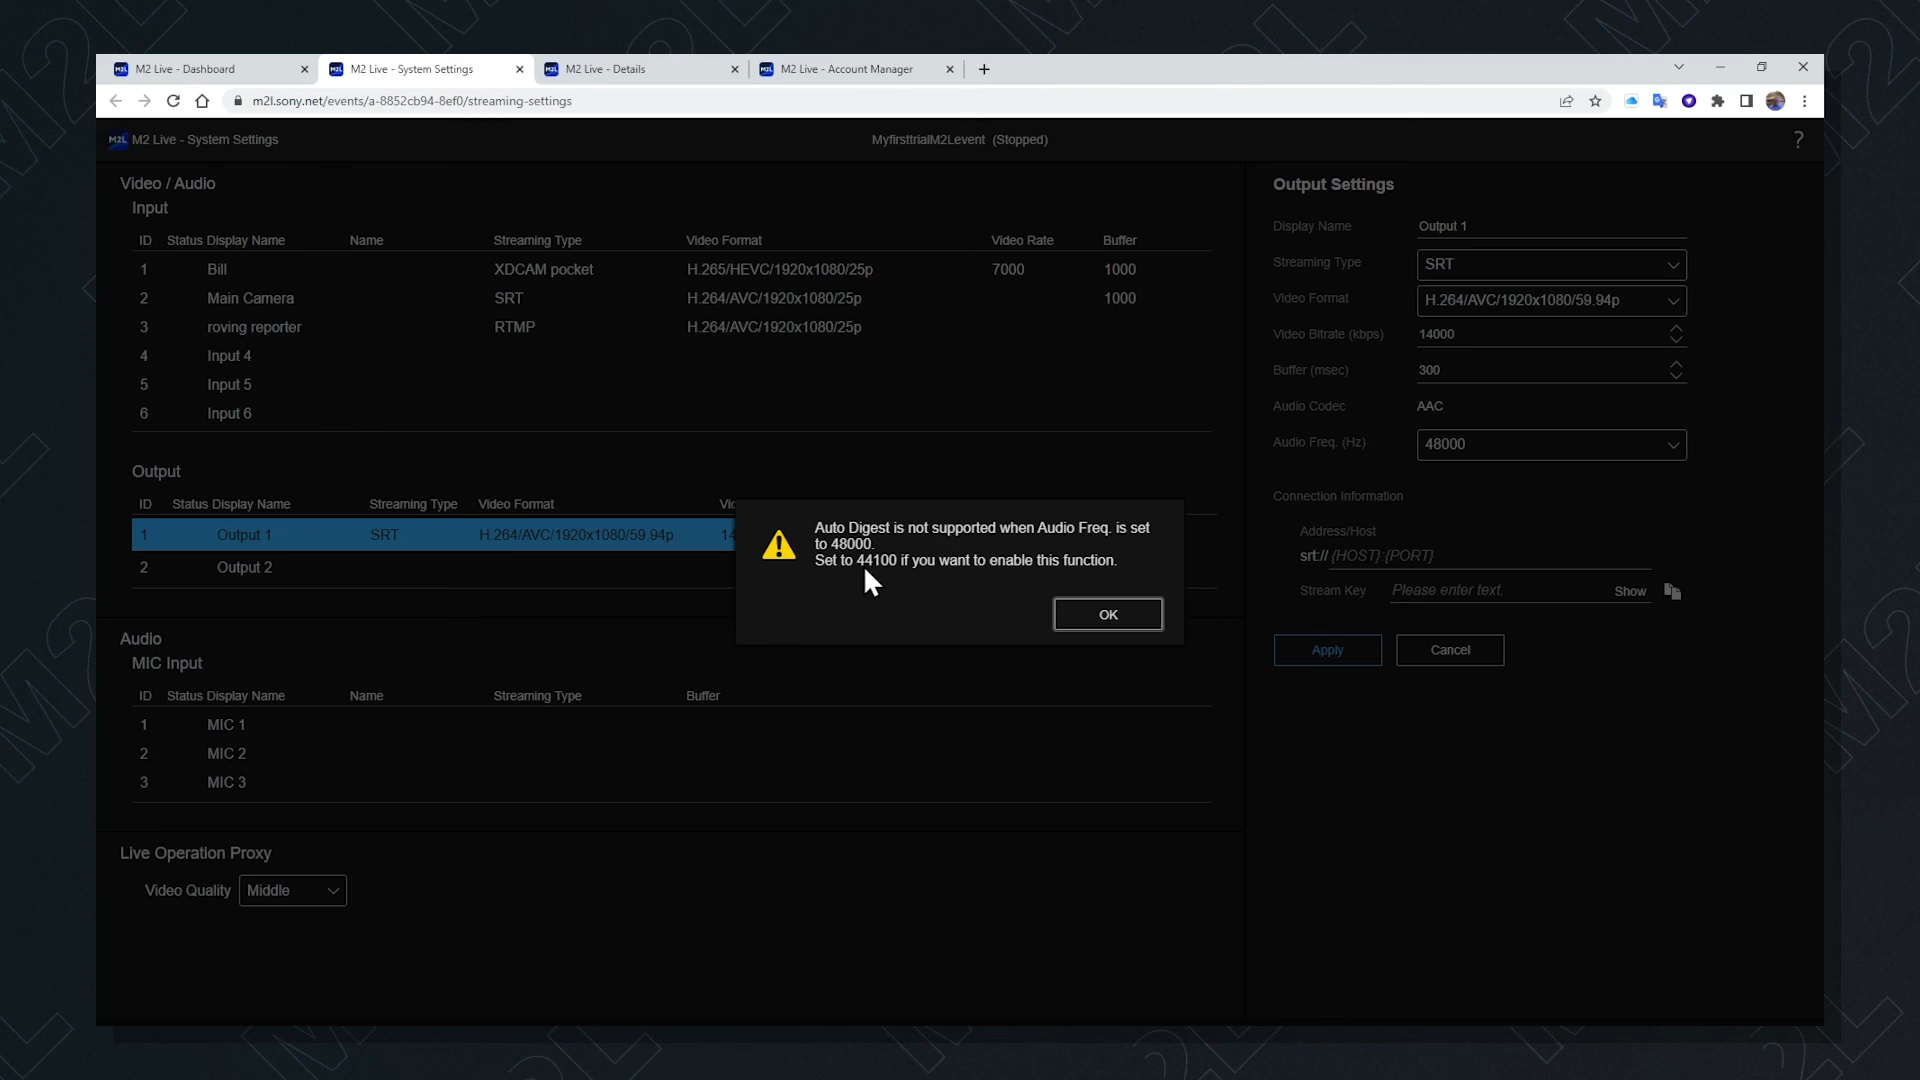 M2 Live - Dashboard
M2 Live - System Settings
M2 Live - Details
M2 Live - Account Manager
m2l.sony.net/events/a-8852cb94-8ef0/streaming-settings
M2L M2 Live - System Settings
MyfirsttrialM2Levent (Stopped)
?
Video / Audio
Input
ID Status Display Name Name Streaming Type Video Format Video Rate Buffer
1 Bill XDCAM pocket H.265/HEVC/1920x1080/25p 7000 1000
2 Main Camera SRT H.264/AVC/1920x1080/25p 1000
3 roving reporter RTMP H.264/AVC/1920x1080/25p
4 Input 4
5 Input 5
6 Input 6
Output
ID Status Display Name Streaming Type Video Format
1 Output 1 SRT H.264/AVC/1920x1080/59.94p
2 Output 2
Auto Digest is not supported when Audio Freq. is set
to 48000.
Set to 44100 if you want to enable this function.
OK
Audio
MIC Input
ID Status Display Name Name Streaming Type Buffer
1 MIC 1
2 MIC 2
3 MIC 3
Live Operation Proxy
Video Quality Middle
Output Settings
Display Name Output 1
Streaming Type SRT
Video Format H.264/AVC/1920x1080/59.94p
Video Bitrate (kbps) 14000
Buffer (msec) 300
Audio Codec AAC
Audio Freq. (Hz) 48000
Connection Information
Address/Host
srt:// {HOST}:{PORT}
Stream Key Please enter text. Show
Apply Cancel